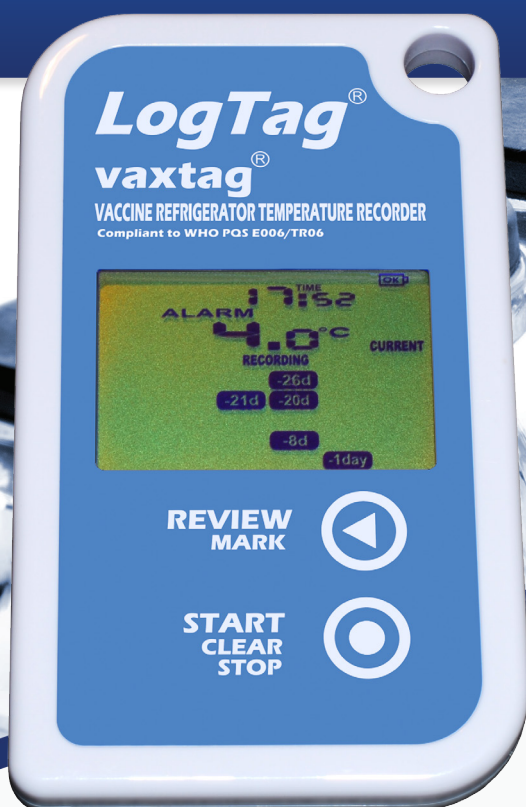 LogTag®
vaxtag®
VACCINE REFRIGERATOR TEMPERATURE RECORDER
Compliant to WHO PQS E006/TR06
OK
TIME
17:52
ALARM
4.0°C
CURRENT
RECORDING
-26d
-21d -20d
-8d
-1day
REVIEW
MARK
START
CLEAR
STOP